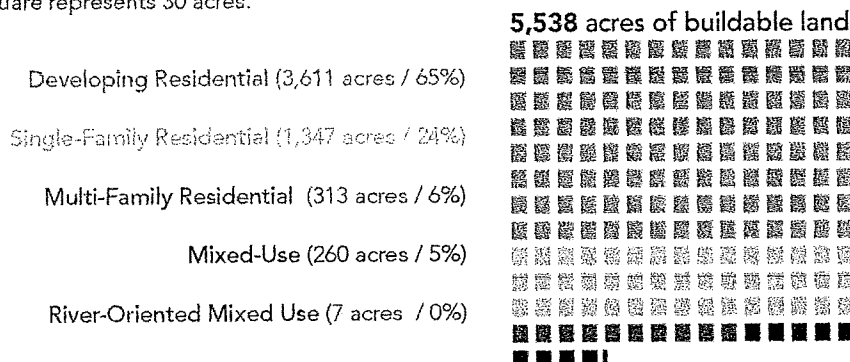 uare represents 30 acres.
5,538 acres of buildable land
Developing Residential (3,611 acres / 65%)
Single-Family Residential (1,347 acres / 24%)
Multi-Family Residential (313 acres / 6%)
Mixed-Use (260 acres / 5%)
River-Oriented Mixed Use (7 acres / 0%)